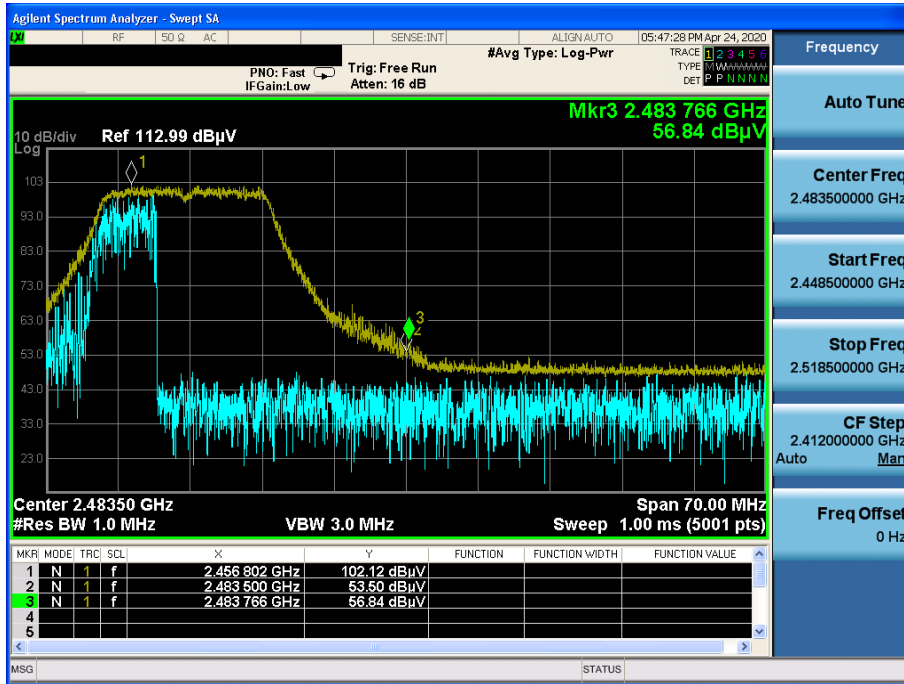 Agilent Spectrum Analyzer - Swept SA
LXI RF 50 Ω AC SENSE:INT ALIGN AUTO 05:47:28 PM Apr 24, 2020
#Avg Type: Log-Pwr TRACE 1 2 3 4 5 6
PNO: Fast Trig: Free Run TYPE M W W W W W
IFGain:Low Atten: 16 dB DET P P N N N N
Mkr3 2.483 766 GHz
56.84 dBµV
10 dB/div Ref 112.99 dBµV
Log
103
93.0
83.0
73.0
63.0
53.0
43.0
33.0
23.0
1
3
2
Center 2.48350 GHz Span 70.00 MHz
#Res BW 1.0 MHz VBW 3.0 MHz Sweep 1.00 ms (5001 pts)
MKR MODE TRC SCL X Y FUNCTION FUNCTION WIDTH FUNCTION VALUE
1 N 1 f 2.456 802 GHz 102.12 dBµV
2 N 1 f 2.483 500 GHz 53.50 dBµV
3 N 1 f 2.483 766 GHz 56.84 dBµV
4
5
MSG STATUS
Frequency
Auto Tune
Center Freq
2.483500000 GHz
Start Freq
2.448500000 GHz
Stop Freq
2.518500000 GHz
CF Step
2.412000000 GHz
Auto Man
Freq Offset
0 Hz